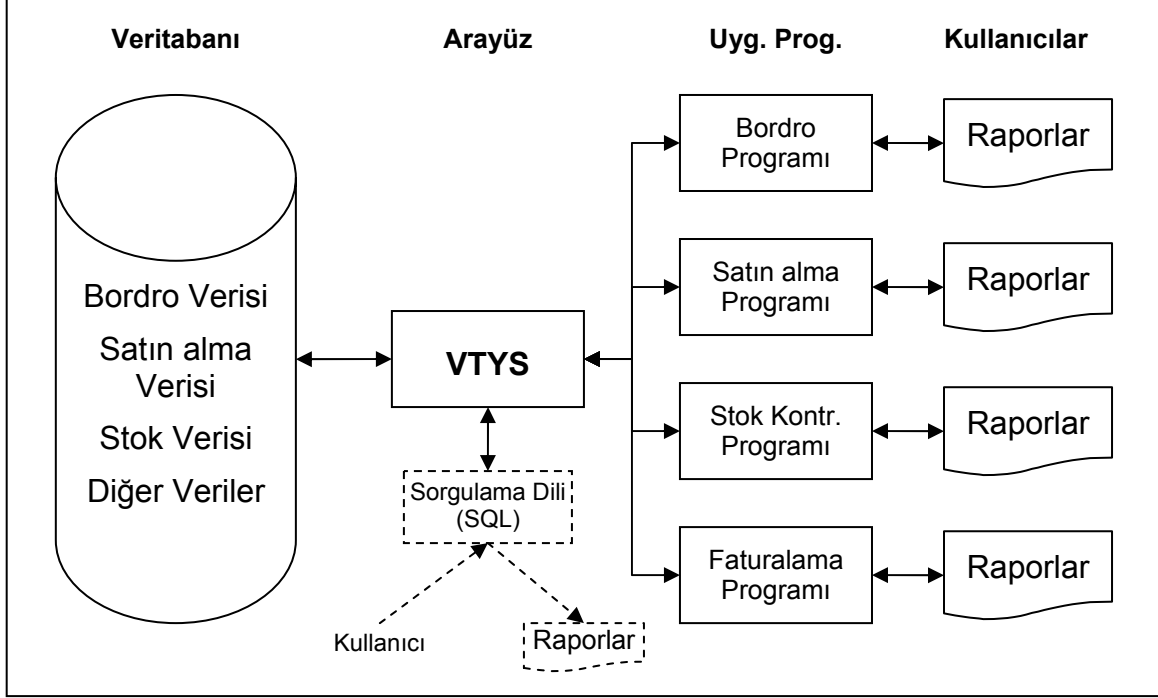 Veritabanı
Arayüz
Uyg. Prog.
Kullanıcılar
Bordro Verisi
Satın alma
Verisi
Stok Verisi
Diğer Veriler
VTYS
Sorgulama Dili
(SQL)
Kullanıcı
Raporlar
Bordro
Programı
Raporlar
Satın alma
Programı
Raporlar
Stok Kontr.
Programı
Raporlar
Faturalama
Programı
Raporlar